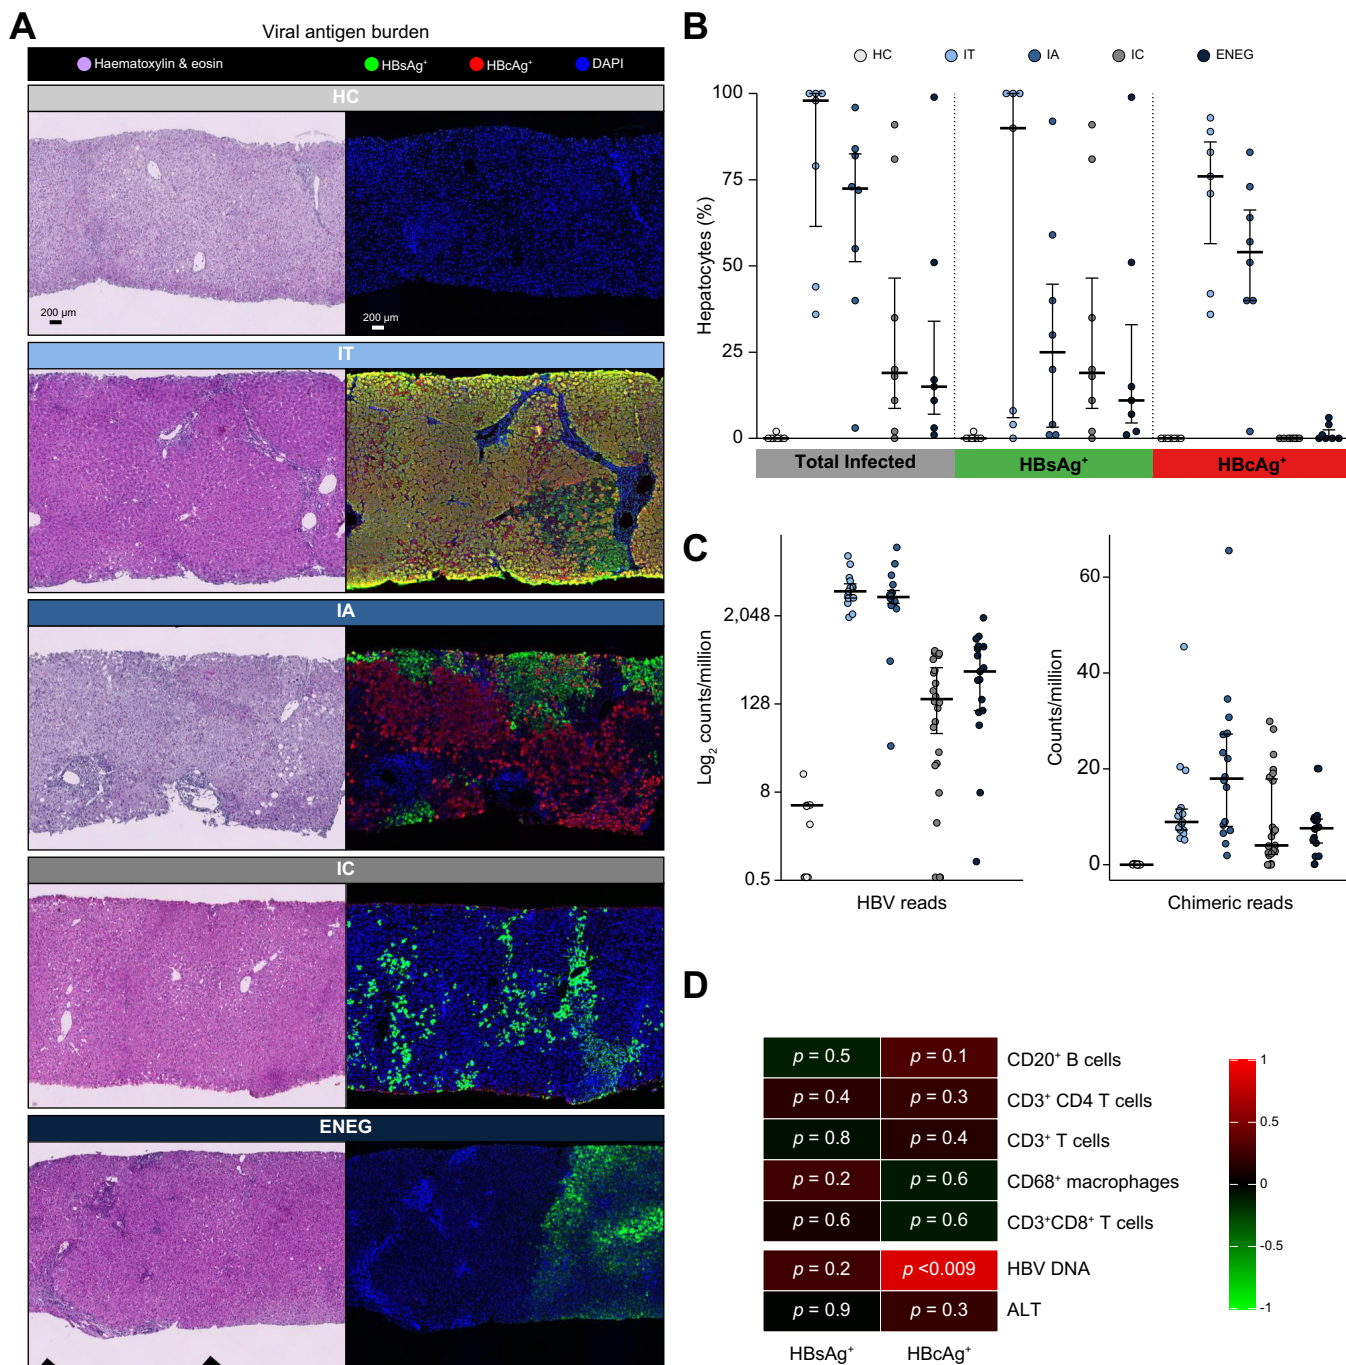 A
Viral antigen burden
Haematoxylin & eosin HBsAg⁺ HBcAg⁺ DAPI
HC
200 µm 200 µm
IT
IA
IC
ENEG
B
HC IT IA IC ENEG
Hepatocytes (%)
100
75
50
25
0
Total Infected HBsAg⁺ HBcAg⁺
C
Log₂ counts/million
2,048
128
8
0.5
HBV reads
Counts/million
60
40
20
0
Chimeric reads
D
p = 0.5 p = 0.1 CD20⁺ B cells
p = 0.4 p = 0.3 CD3⁺ CD4 T cells
p = 0.8 p = 0.4 CD3⁺ T cells
p = 0.2 p = 0.6 CD68⁺ macrophages
p = 0.6 p = 0.6 CD3⁺CD8⁺ T cells
p = 0.2 p <0.009 HBV DNA
p = 0.9 p = 0.3 ALT
HBsAg⁺ HBcAg⁺
1
0.5
0
-0.5
-1